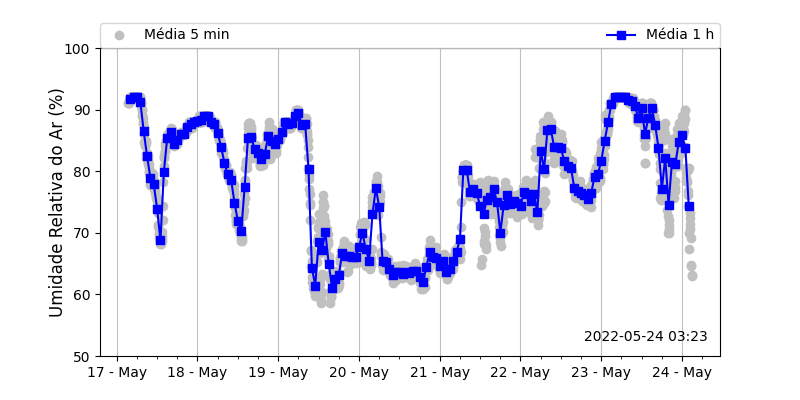 Média 5 min
Média 1 h
Umidade Relativa do Ar (%)
100
90
80
70
60
50
2022-05-24 03:23
17 - May
18 - May
19 - May
20 - May
21 - May
22 - May
23 - May
24 - May